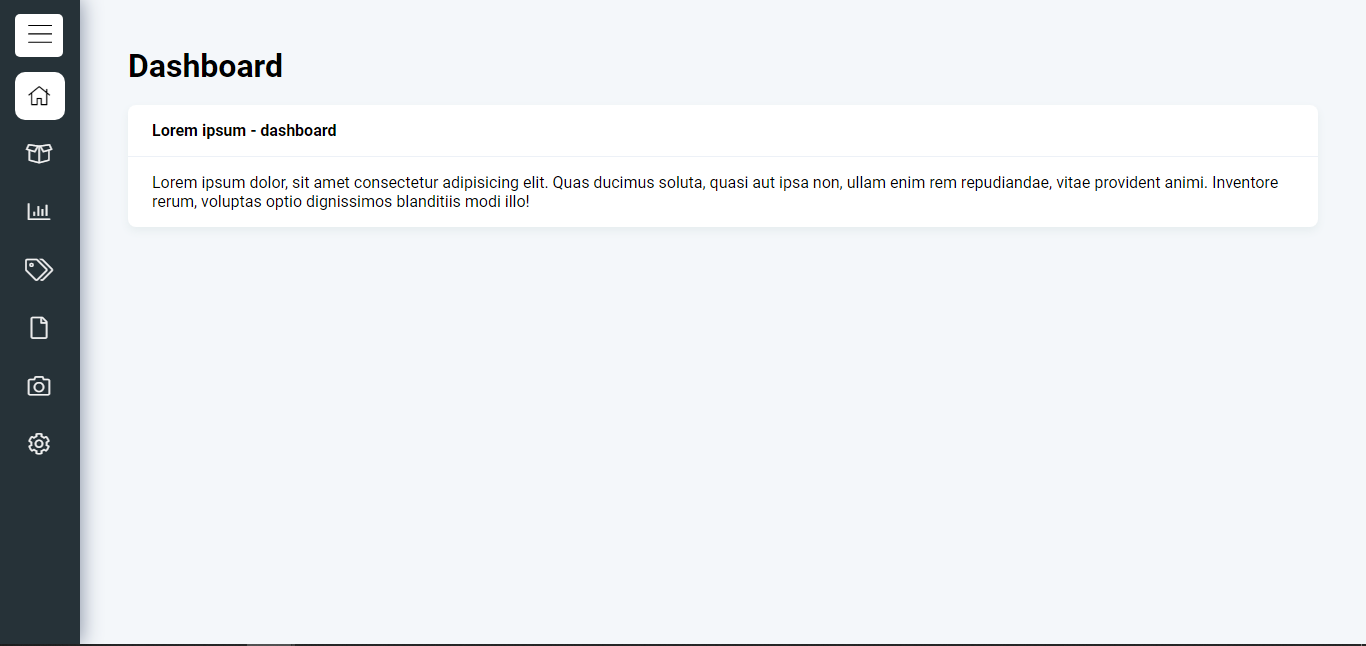 Dashboard
Lorem ipsum - dashboard
Lorem ipsum dolor, sit amet consectetur adipisicing elit. Quas ducimus soluta, quasi aut ipsa non, ullam enim rem repudiandae, vitae provident animi. Inventore
rerum, voluptas optio dignissimos blanditiis modi illo!